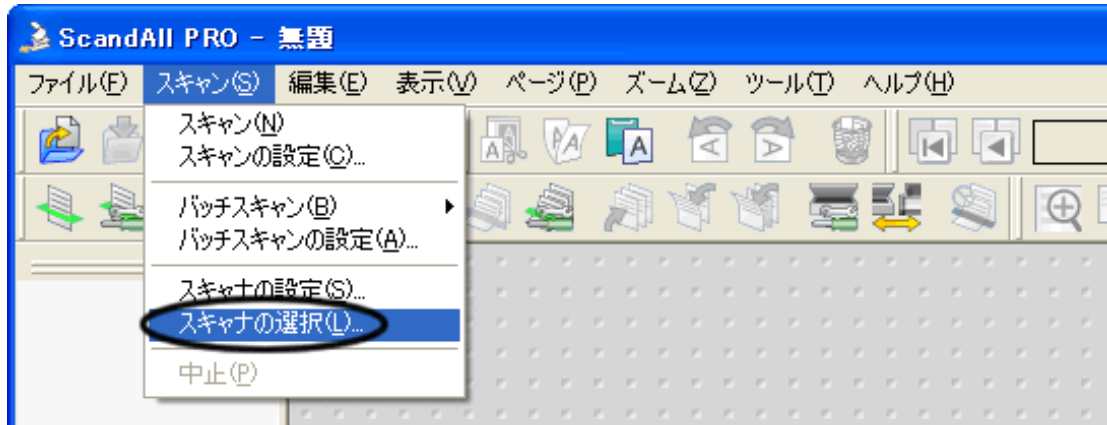 ScandAll PRO - 無題
ファイル(F) スキャン(S) 編集(E) 表示(V) ページ(P) ズーム(Z) ツール(T) ヘルプ(H)
スキャン(N)
スキャンの設定(C)...
バッチスキャン(B)
バッチスキャンの設定(A)...
スキャナの設定(S)...
スキャナの選択(L)...
中止(P)